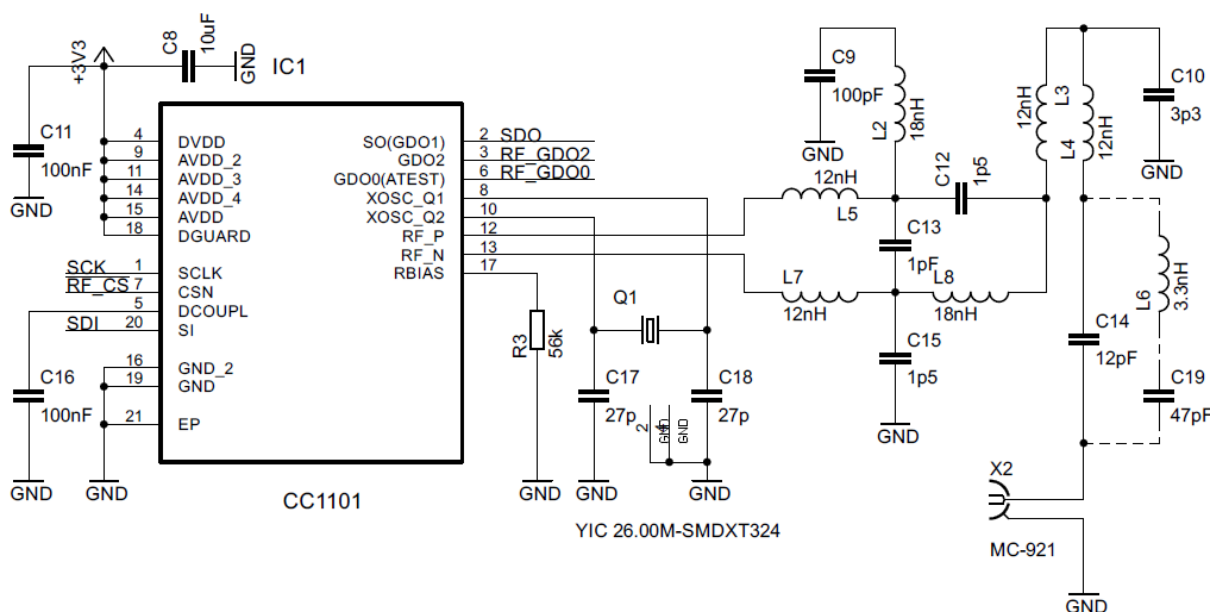 +3V3
C8
10uF
GND
IC1
C11
100nF
GND
4 DVDD
9 AVDD_2
11 AVDD_3
14 AVDD_4
15 AVDD
18 DGUARD
SCK 1 SCLK
RF_CS 7 CSN
5 DCOUPL
SDI 20 SI
16 GND_2
19 GND
21 EP
SO(GDO1) 2 SDO
GDO2 3 RF_GDO2
GDO0(ATEST) 6 RF_GDO0
XOSC_Q1 8
XOSC_Q2 10
RF_P 12
RF_N 13
RBIAS 17
C16
100nF
GND
GND
CC1101
R3
56k
GND
Q1
C17
27p
GND
2
GND
GND
C18
27p
GND
YIC 26.00M-SMDXT324
C9
100pF
GND
L2
18nH
12nH
L5
C12
1p5
C13
1pF
L7
12nH
L8
18nH
C15
1p5
GND
12nH
L3
L4
12nH
C10
3p3
GND
L6
3.3nH
C14
12pF
C19
47pF
X2
MC-921
GND